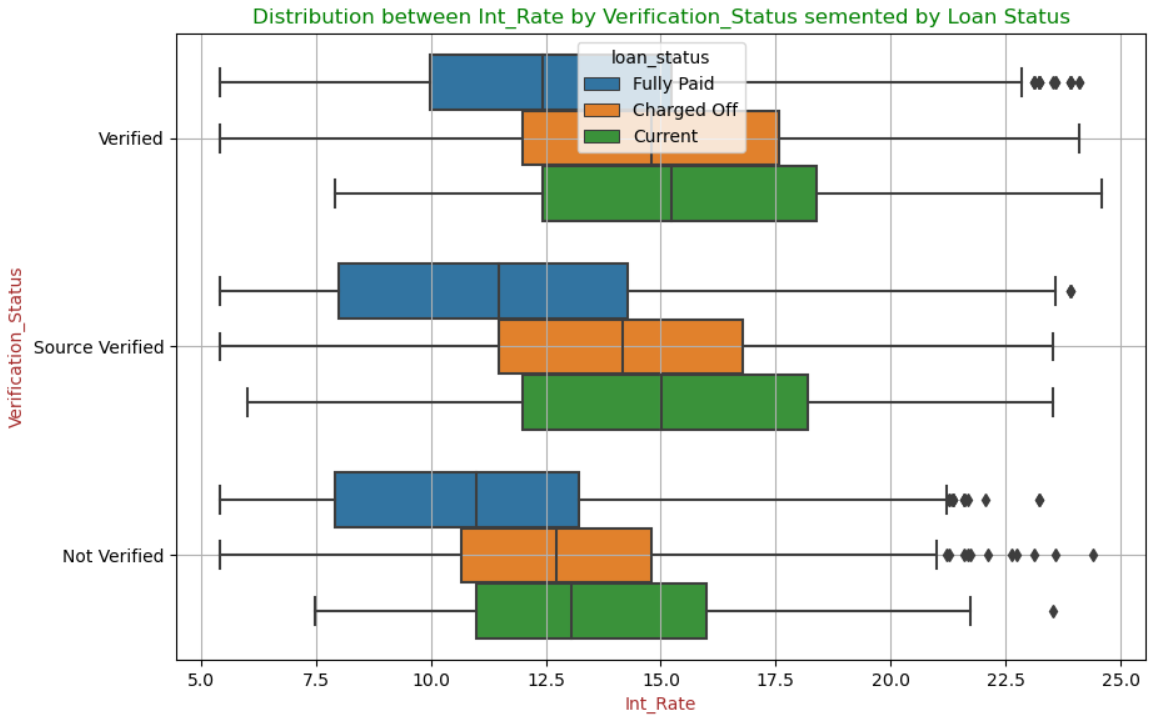 Distribution between Int_Rate by Verification_Status semented by Loan Status
loan_status
Fully Paid
Charged Off
Current
Verified
Source Verified
Not Verified
Verification_Status
5.0 7.5 10.0 12.5 15.0 17.5 20.0 22.5 25.0
Int_Rate